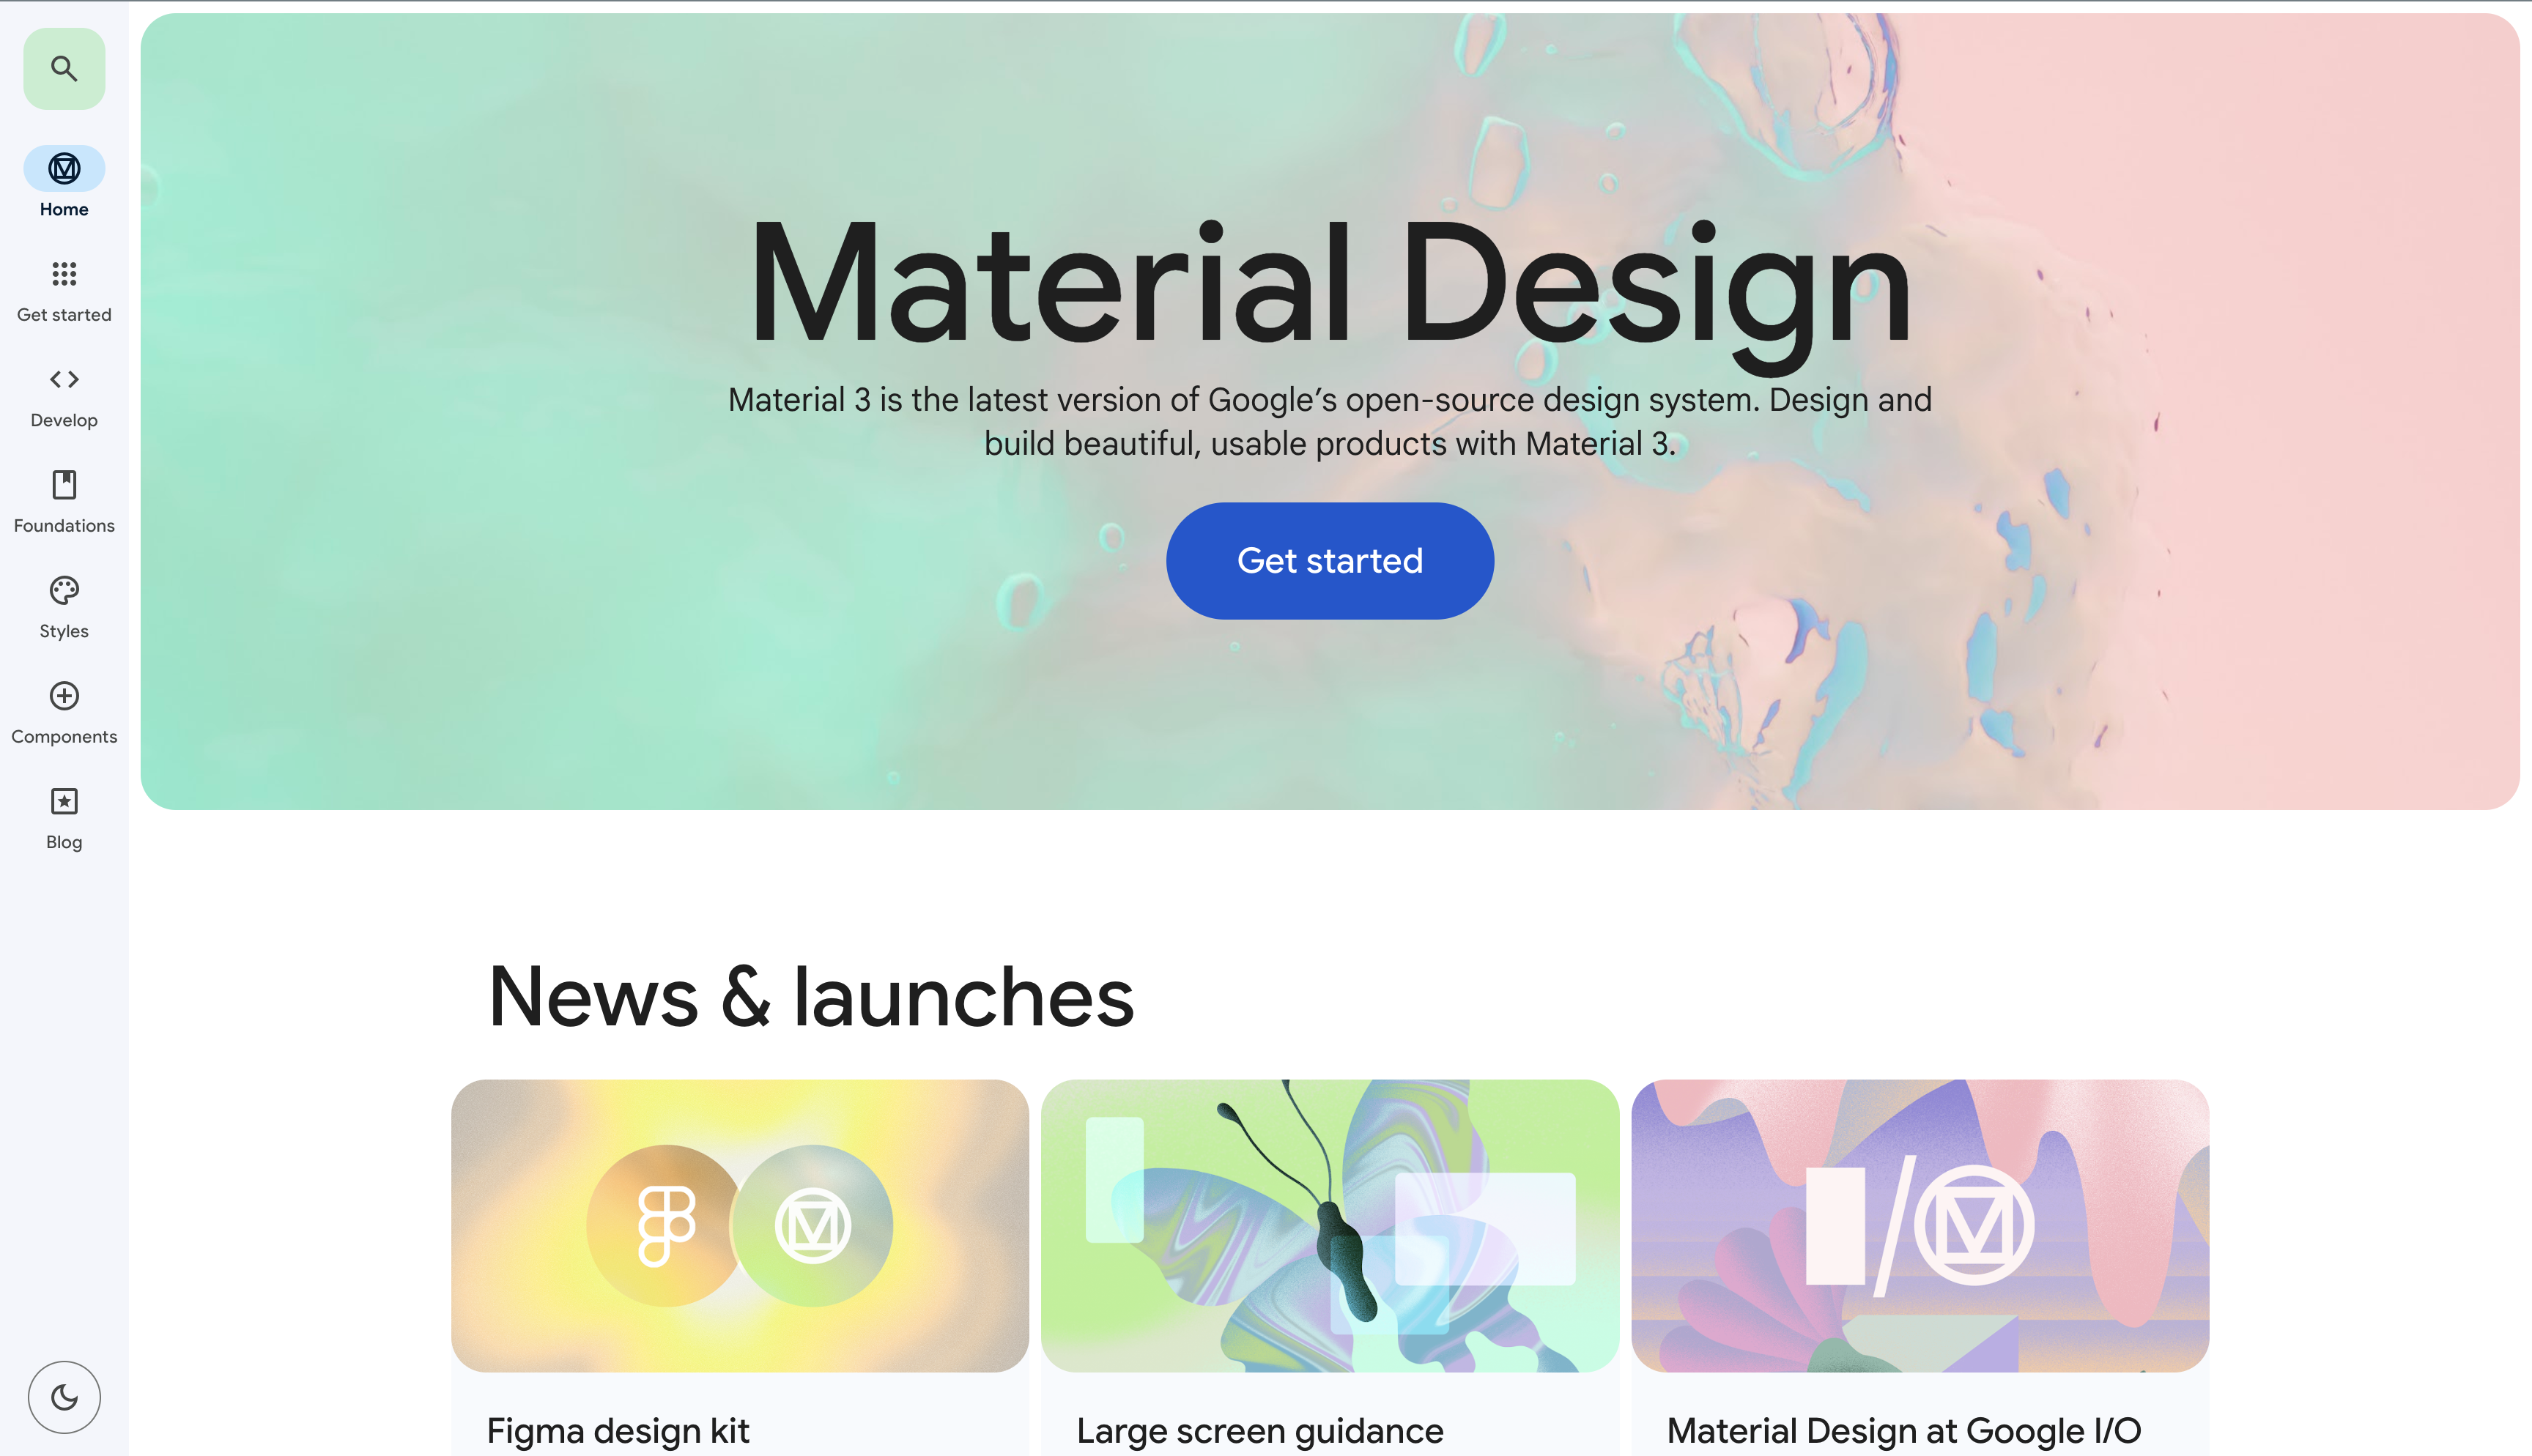 Home
Get started
Develop
Foundations
Styles
Components
Blog
Material Design
Material 3 is the latest version of Google’s open-source design system. Design and
build beautiful, usable products with Material 3.
Get started
News & launches
Figma design kit
Large screen guidance
Material Design at Google I/O